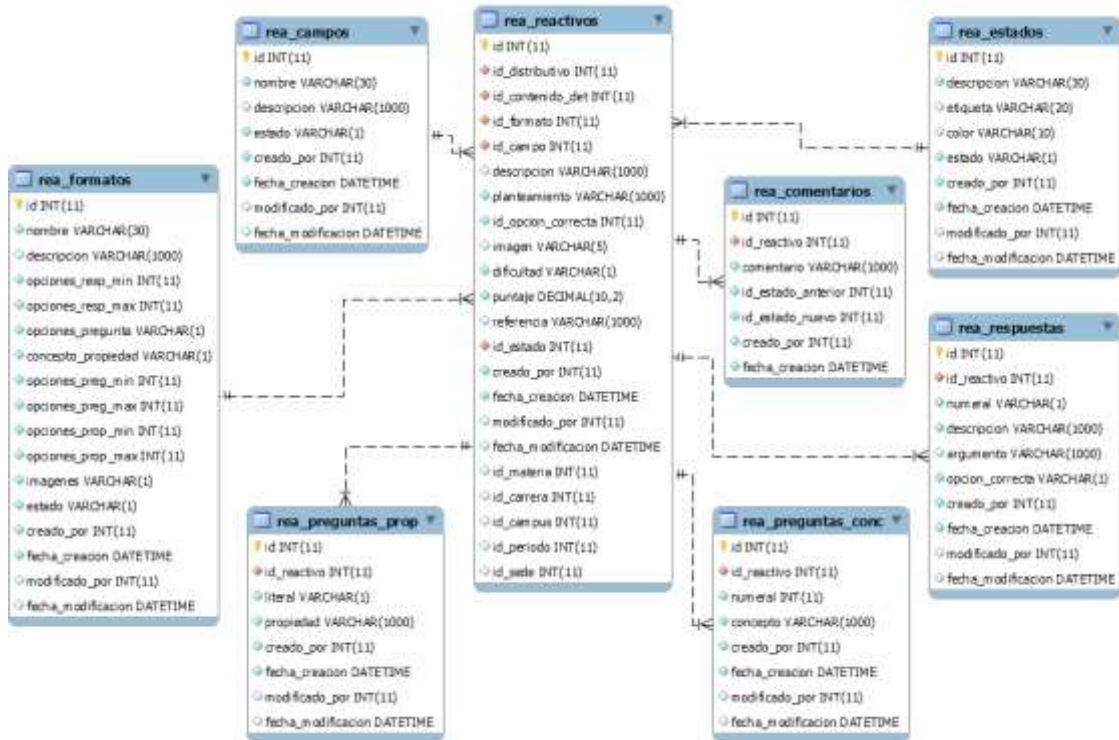 rea_campos
id INT(11)
nombre VARCHAR(30)
descripcion VARCHAR(1000)
estado VARCHAR(1)
creado_por INT(11)
fecha_creacion DATETIME
modificado_por INT(11)
fecha_modificacion DATETIME
rea_reactivos
id INT(11)
id_distributivo INT(11)
id_contenido_det INT(11)
id_formato INT(11)
id_campo INT(11)
descripcion VARCHAR(1000)
planteamiento VARCHAR(1000)
id_opcion_correcta INT(11)
imagen VARCHAR(5)
dificultad VARCHAR(1)
puntaje DECIMAL(10,2)
referencia VARCHAR(1000)
id_estado INT(11)
creado_por INT(11)
fecha_creacion DATETIME
modificado_por INT(11)
fecha_modificacion DATETIME
id_materia INT(11)
id_carrera INT(11)
id_campus INT(11)
id_periodo INT(11)
id_sede INT(11)
rea_estados
id INT(11)
descripcion VARCHAR(30)
etiqueta VARCHAR(20)
color VARCHAR(10)
estado VARCHAR(1)
creado_por INT(11)
fecha_creacion DATETIME
modificado_por INT(11)
fecha_modificacion DATETIME
rea_formatos
id INT(11)
nombre VARCHAR(30)
descripcion VARCHAR(1000)
opciones_resp_min INT(11)
opciones_resp_max INT(11)
opciones_pregunta VARCHAR(1)
concepto_propiedad VARCHAR(1)
opciones_preg_min INT(11)
opciones_preg_max INT(11)
opciones_prop_min INT(11)
opciones_prop_max INT(11)
imagenes VARCHAR(1)
estado VARCHAR(1)
creado_por INT(11)
fecha_creacion DATETIME
modificado_por INT(11)
fecha_modificacion DATETIME
rea_comentarios
id INT(11)
id_reactivo INT(11)
comentario VARCHAR(1000)
id_estado_anterior INT(11)
id_estado_nuevo INT(11)
creado_por INT(11)
fecha_creacion DATETIME
rea_respuestas
id INT(11)
id_reactivo INT(11)
numeral VARCHAR(1)
descripcion VARCHAR(1000)
argumento VARCHAR(1000)
opcion_correcta VARCHAR(1)
creado_por INT(11)
fecha_creacion DATETIME
modificado_por INT(11)
fecha_modificacion DATETIME
rea_preguntas_prop
id INT(11)
id_reactivo INT(11)
literal VARCHAR(1)
propiedad VARCHAR(1000)
creado_por INT(11)
fecha_creacion DATETIME
modificado_por INT(11)
fecha_modificacion DATETIME
rea_preguntas_conc
id INT(11)
id_reactivo INT(11)
numeral INT(11)
concepto VARCHAR(1000)
creado_por INT(11)
fecha_creacion DATETIME
modificado_por INT(11)
fecha_modificacion DATETIME